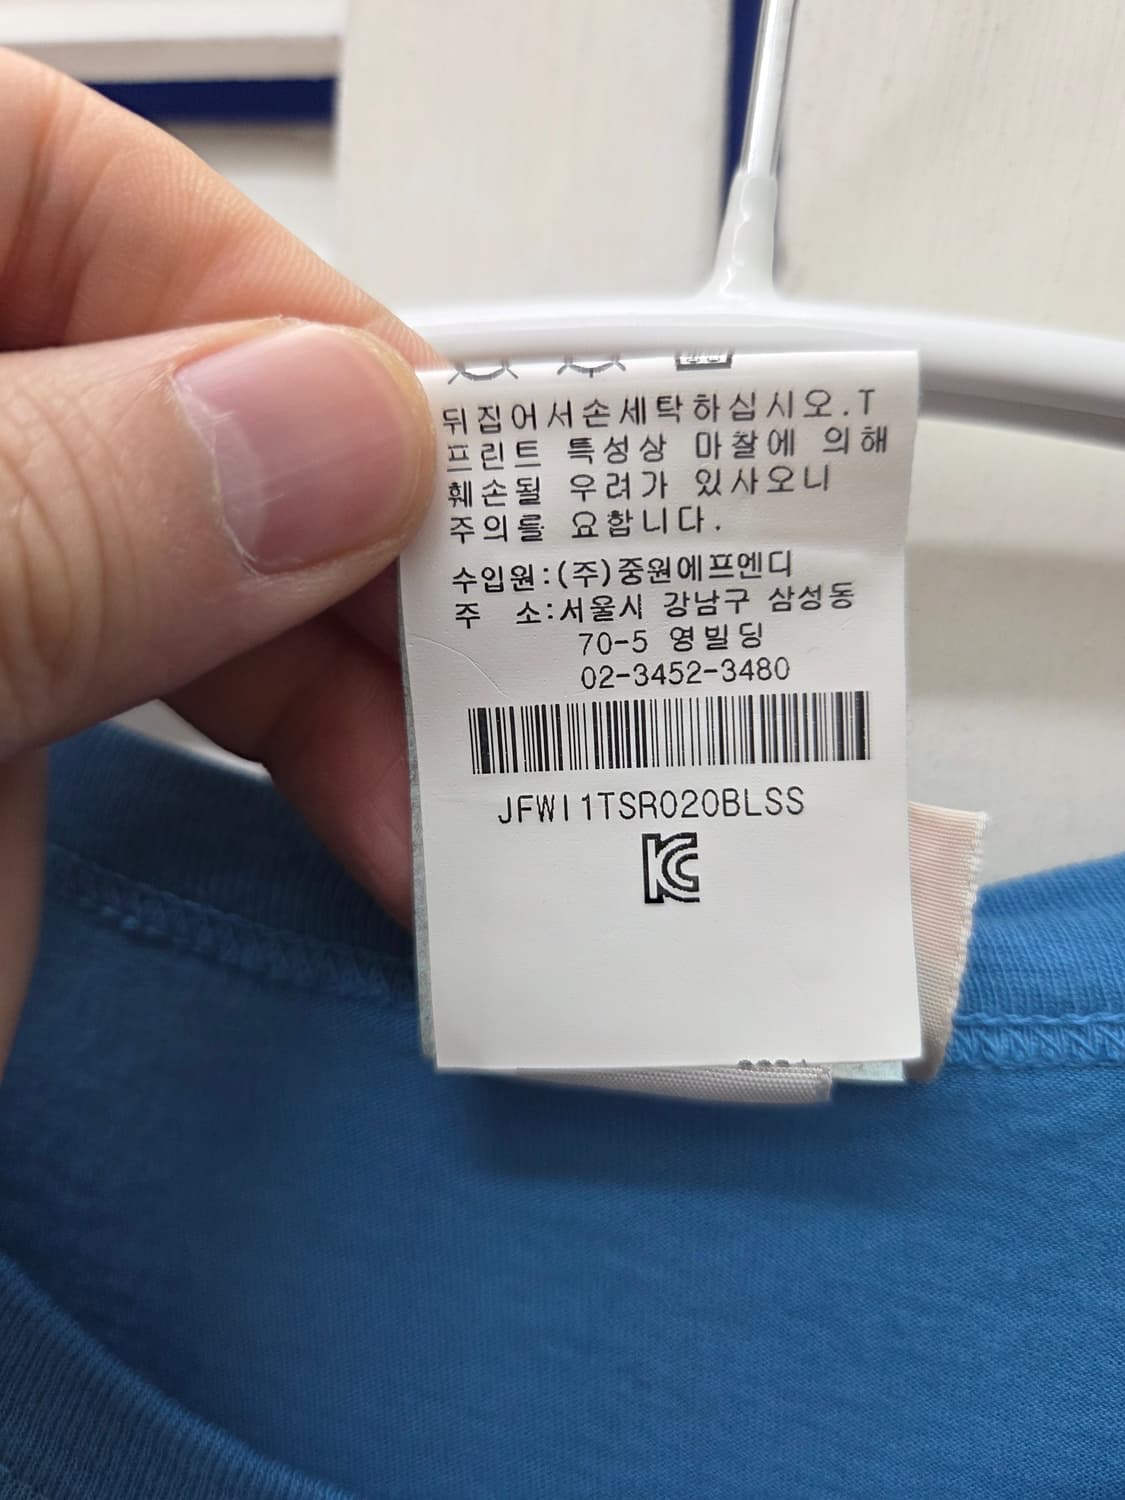 뒤집어서손세탁하십시오.T
프린트 특성상 마찰에 의해
훼손될 우려가 있사오니
주의를 요합니다.
수입원:(주)중원에프엔디
주 소:서울시 강남구 삼성동
70-5 영빌딩
02-3452-3480
JFWI1TSR020BLSS
KC